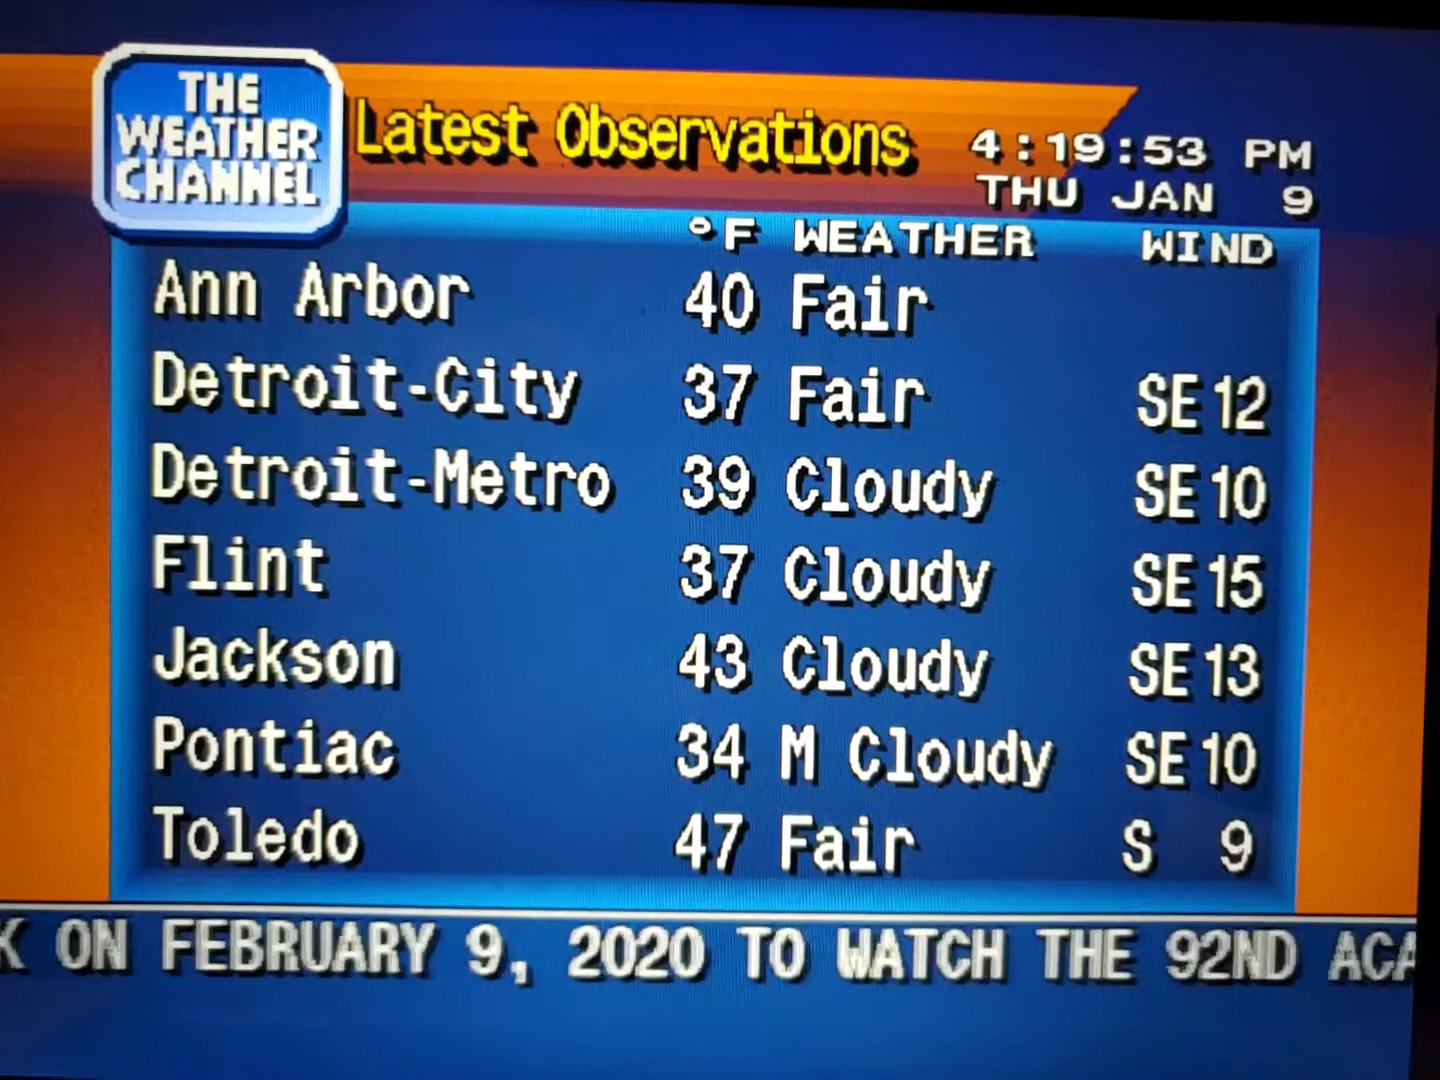 THE
WEATHER
CHANNEL
Latest Observations
4:19:53 PM
THU JAN 9
°F WEATHER WIND
Ann Arbor 40 Fair
Detroit-City 37 Fair SE 12
Detroit-Metro 39 Cloudy SE 10
Flint 37 Cloudy SE 15
Jackson 43 Cloudy SE 13
Pontiac 34 M Cloudy SE 10
Toledo 47 Fair S 9
K ON FEBRUARY 9, 2020 TO WATCH THE 92ND ACA